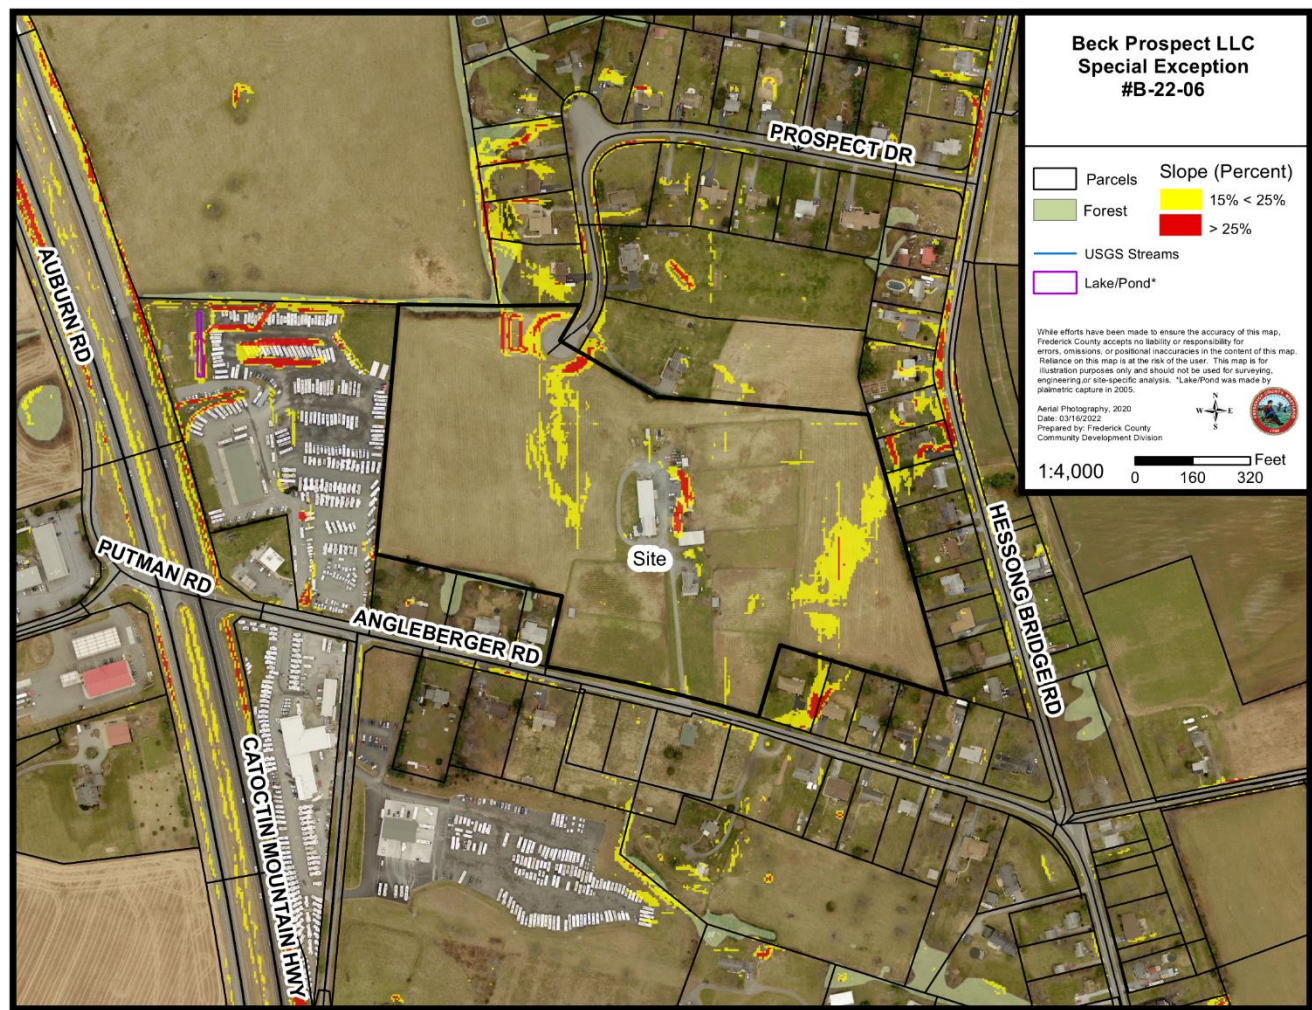 Beck Prospect LLC
Special Exception
#B-22-06
Parcels
Forest
USGS Streams
Lake/Pond*
Slope (Percent)
15% < 25%
> 25%
While efforts have been made to ensure the accuracy of this map,
Frederick County accepts no liability or responsibility for
errors, omissions, or positional inaccuracies in the content of this map.
Reliance on this map is at the risk of the user. This map is for
illustration purposes only and should not be used for surveying,
engineering,or site-specific analysis. *Lake/Pond was made by
plaimetric capture in 2005.
Aerial Photography, 2020
Date: 03/16/2022
Prepared by: Frederick County
Community Development Division
N
W E
S
1:4,000
Feet
0 160 320
PROSPECT DR
AUBURN RD
PUTMAN RD
ANGLEBERGER RD
Site
HESSONG BRIDGE RD
CATOCTIN MOUNTAIN HWY